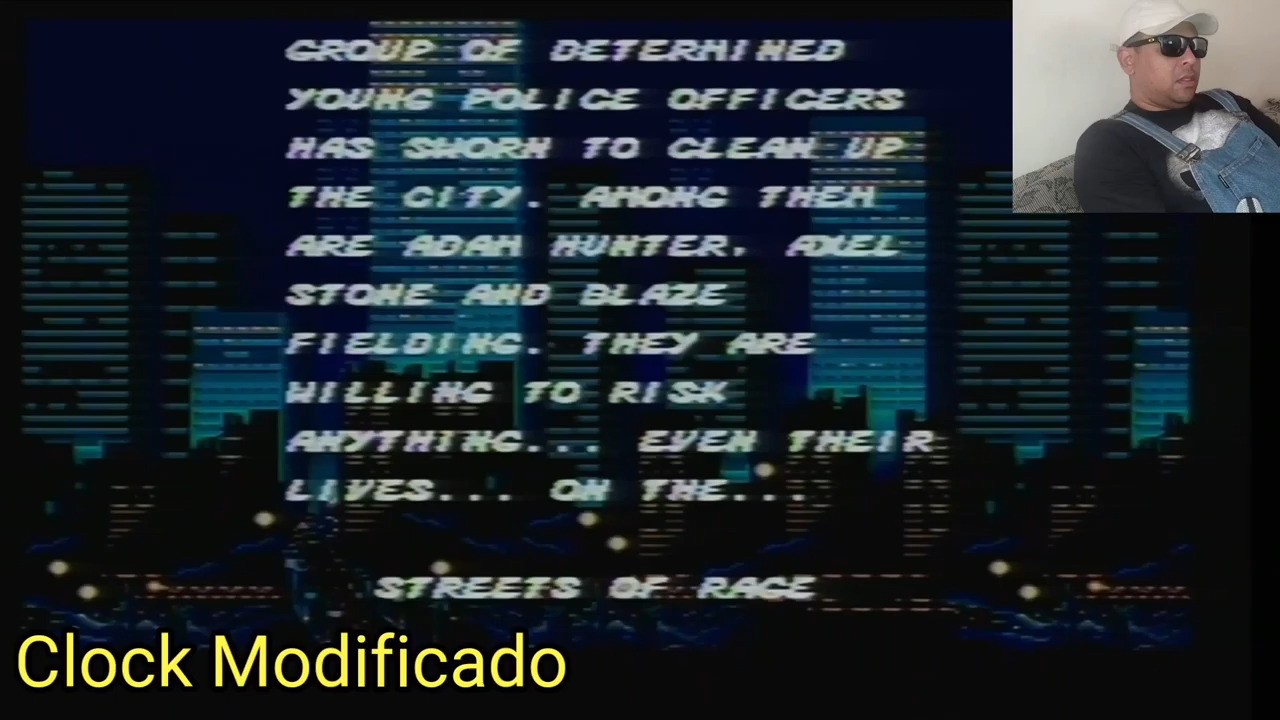 GROUP OF DETERMINED
YOUNG POLICE OFFICERS
HAS SWORN TO CLEAN UP
THE CITY. AMONG THEM
ARE ADAM HUNTER, AXEL
STONE AND BLAZE
FIELDING. THEY ARE
WILLING TO RISK
ANYTHING... EVEN THEIR
LIVES... ON THE...
STREETS OF RAGE
Clock Modificado